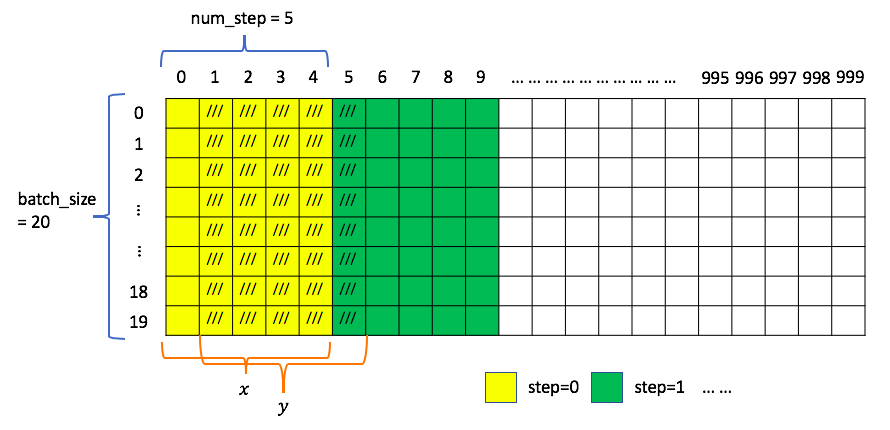 num_step = 5
0 1 2 3 4 5 6 7 8 9 ... ... ... ... ... ... ... ... ... ... 995 996 997 998 999
0 /// /// /// /// ///
1 /// /// /// /// ///
2 /// /// /// /// ///
batch_size
= 20
... /// /// /// /// ///
... /// /// /// /// ///
/// /// /// /// ///
18 /// /// /// /// ///
19 /// /// /// /// ///
x
y
step=0 step=1 ... ...